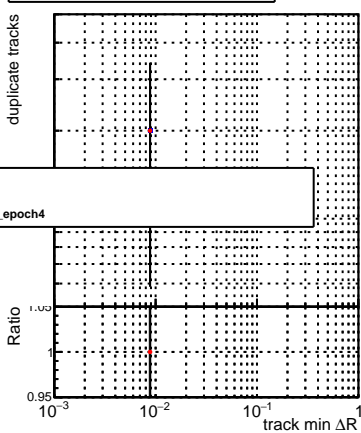 duplicate tracks
_epoch4
1.05
Ratio
1
0.95
10−3 10−2 10−1 1
track min ΔR